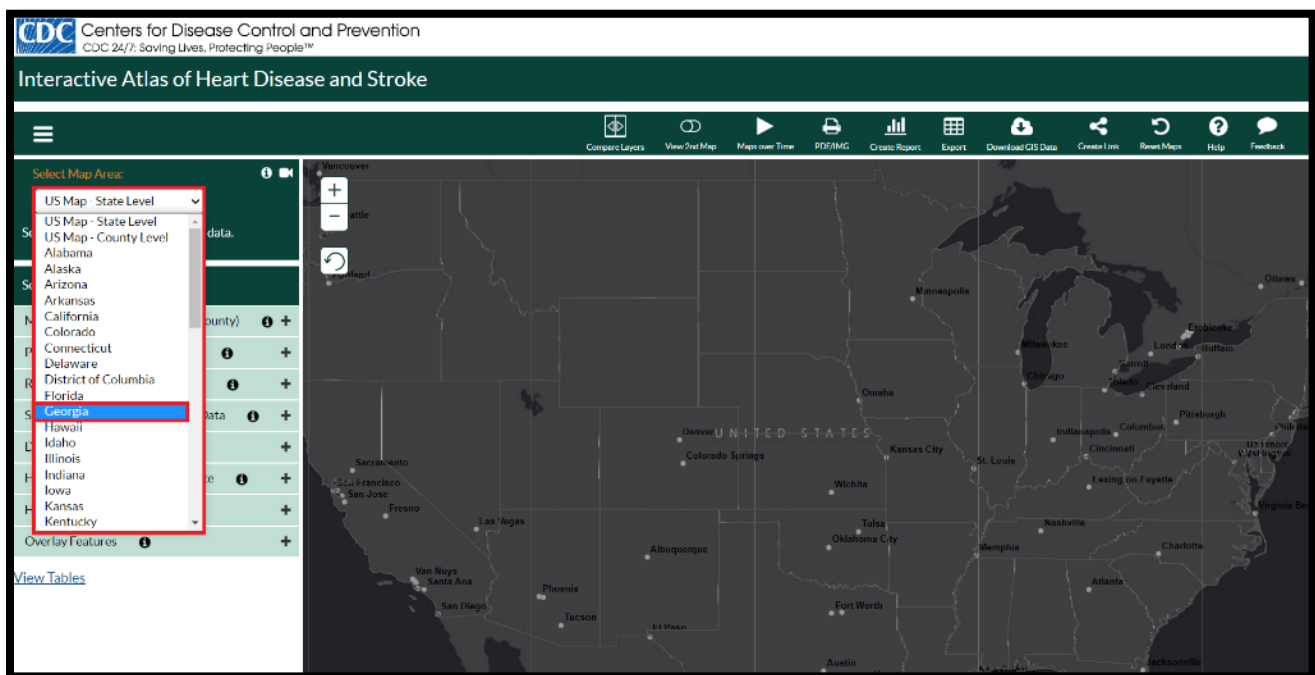 CDC Centers for Disease Control and Prevention
CDC 24/7: Saving Lives, Protecting People™
Interactive Atlas of Heart Disease and Stroke
Compare Layers
View 2nd Map
Maps over Time
PDF/IMG
Create Report
Export
Download GIS Data
Create Link
Reset Maps
Help
Feedback
Select Map Area:
US Map - State Level
US Map - State Level
US Map - County Level
data.
Alabama
Alaska
Arizona
Arkansas
California
ounty)
Colorado
Connecticut
Delaware
District of Columbia
Florida
Georgia
Data
Hawaii
Idaho
Illinois
Indiana
Iowa
Kansas
Kentucky
Overlay Features
View Tables
Vancouver
attle
Portland
Minneapolis
Ottawa
Etobicoke
Milwaukee
London
Buffalo
Chicago
Cleveland
Omaha
Pittsburgh
Denver
UNITED STATES
Indianapolis
Columbus
Colorado Springs
Kansas City
Cincinnati
Washington
Sacramento
St. Louis
San Francisco
San Jose
Wichita
Lexington Fayette
Fresno
Virginia Be
Las Vegas
Tulsa
Nashville
Oklahoma City
Albuquerque
Memphis
Charlotte
Van Nuys
Santa Ana
Phoenix
Atlanta
San Diego
Fort Worth
Tucson
El Paso
Austin
Jacksonville